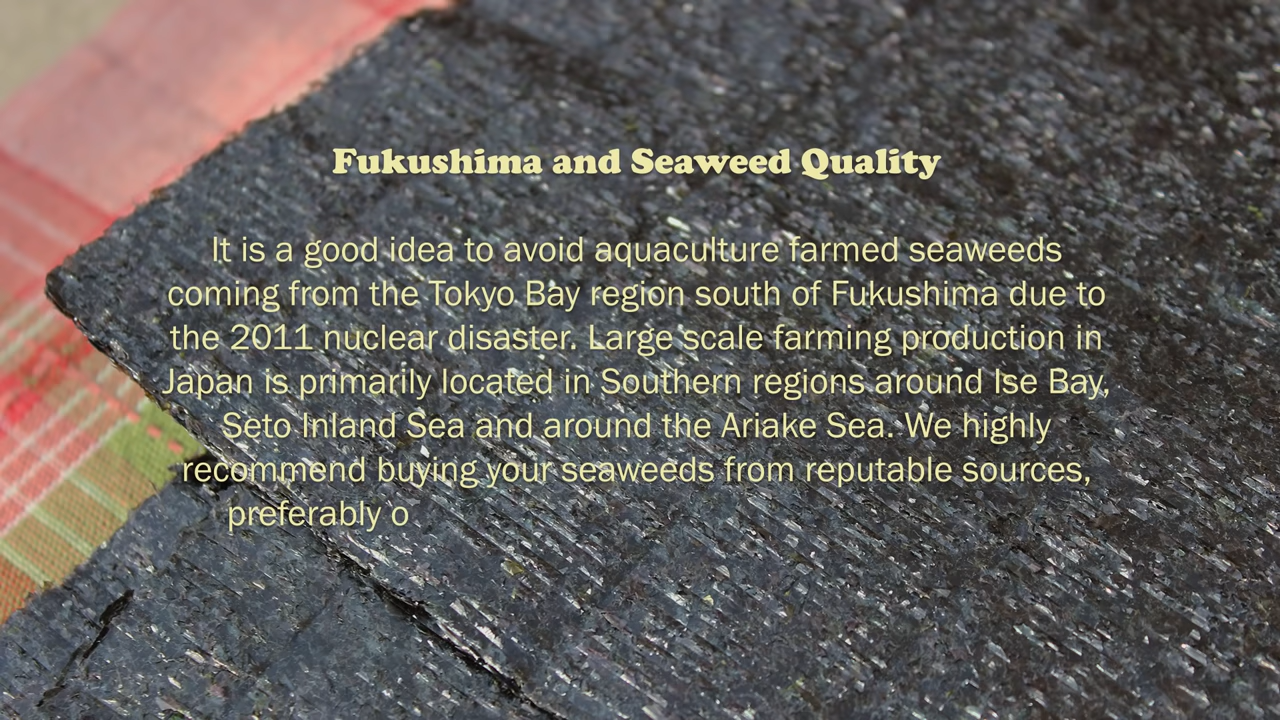 Fukushima and Seaweed Quality
It is a good idea to avoid aquaculture farmed seaweeds
coming from the Tokyo Bay region south of Fukushima due to
the 2011 nuclear disaster. Large scale farming production in
Japan is primarily located in Southern regions around Ise Bay,
Seto Inland Sea and around the Ariake Sea. We highly
recommend buying your seaweeds from reputable sources,
preferably o